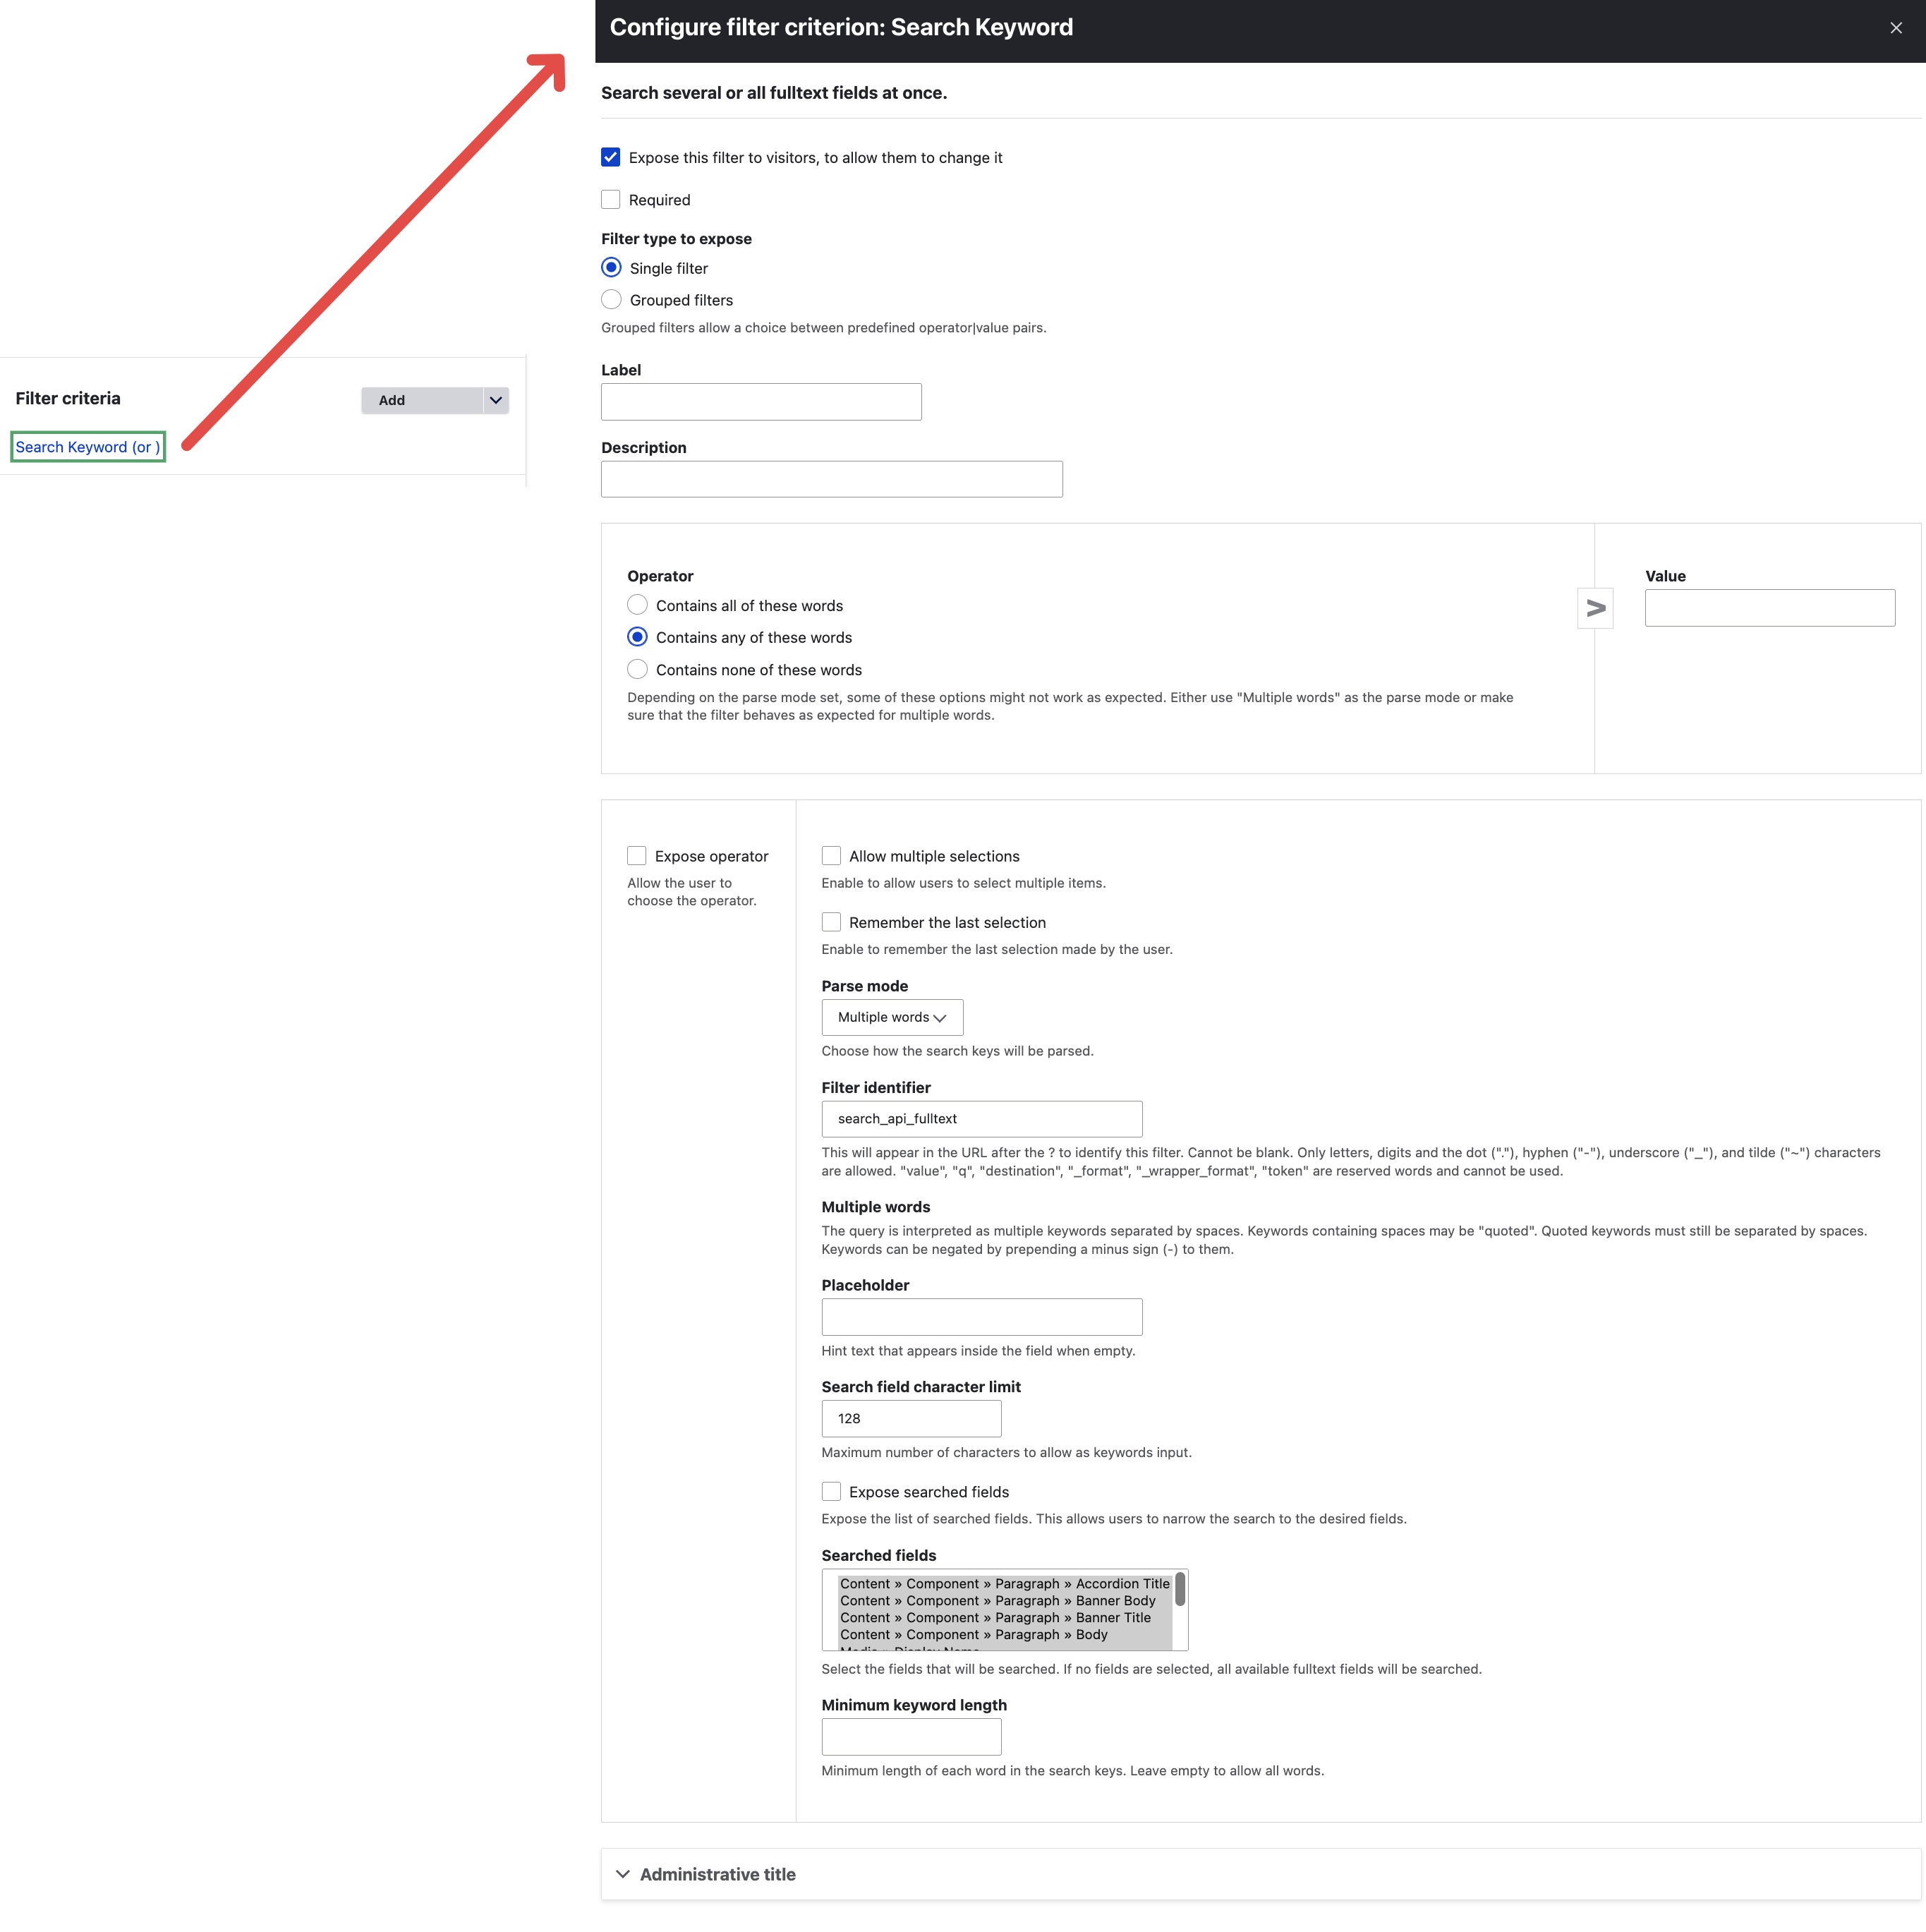 Configure filter criterion: Search Keyword
Search several or all fulltext fields at once.
Expose this filter to visitors, to allow them to change it
Required
Filter type to expose
Single filter
Grouped filters
Grouped filters allow a choice between predefined operator|value pairs.
Label
Filter criteria
Add
Search Keyword (or )
Description
Operator
Contains all of these words
Contains any of these words
Contains none of these words
Depending on the parse mode set, some of these options might not work as expected. Either use "Multiple words" as the parse mode or make
sure that the filter behaves as expected for multiple words.
>
Value
Expose operator
Allow the user to
choose the operator.
Allow multiple selections
Enable to allow users to select multiple items.
Remember the last selection
Enable to remember the last selection made by the user.
Parse mode
Multiple words
Choose how the search keys will be parsed.
Filter identifier
search_api_fulltext
This will appear in the URL after the ? to identify this filter. Cannot be blank. Only letters, digits and the dot ("."), hyphen ("-"), underscore ("_"), and tilde ("~") characters
are allowed. "value", "q", "destination", "_format", "_wrapper_format", "token" are reserved words and cannot be used.
Multiple words
The query is interpreted as multiple keywords separated by spaces. Keywords containing spaces may be "quoted". Quoted keywords must still be separated by spaces.
Keywords can be negated by prepending a minus sign (-) to them.
Placeholder
Hint text that appears inside the field when empty.
Search field character limit
128
Maximum number of characters to allow as keywords input.
Expose searched fields
Expose the list of searched fields. This allows users to narrow the search to the desired fields.
Searched fields
Content » Component » Paragraph » Accordion Title
Content » Component » Paragraph » Banner Body
Content » Component » Paragraph » Banner Title
Content » Component » Paragraph » Body
Media » Display Name
Select the fields that will be searched. If no fields are selected, all available fulltext fields will be searched.
Minimum keyword length
Minimum length of each word in the search keys. Leave empty to allow all words.
Administrative title